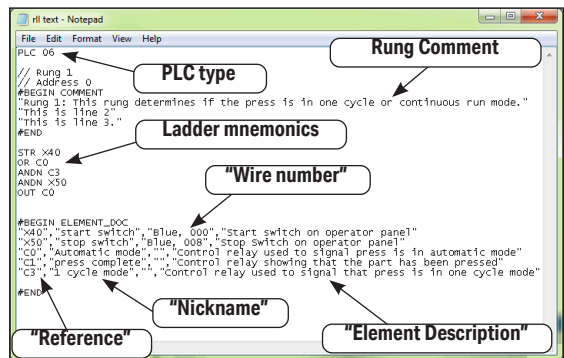 rll text - Notepad
File Edit Format View Help
PLC 06
Rung Comment
PLC type
// Rung 1
// Address 0
#BEGIN COMMENT
"Rung 1: This rung determines if the press is in one cycle or continuous run mode."
"This is line 2"
"This is line 3."
#END
Ladder mnemonics
STR X40
OR C0
ANDN C3
ANDN X50
OUT C0
"Wire number"
#BEGIN ELEMENT_DOC
"X40","start switch","Blue, 000","Start switch on operator panel"
"X50","stop switch","Blue, 008","Stop Switch on operator panel"
"C0","Automatic mode","","Control relay used to signal press is in automatic mode"
"C1","press complete","","Control relay showing that the part has been pressed"
"C3","1 cycle mode","","Control relay used to signal that press is in one cycle mode"
#END
"Nickname"
"Reference"
"Element Description"